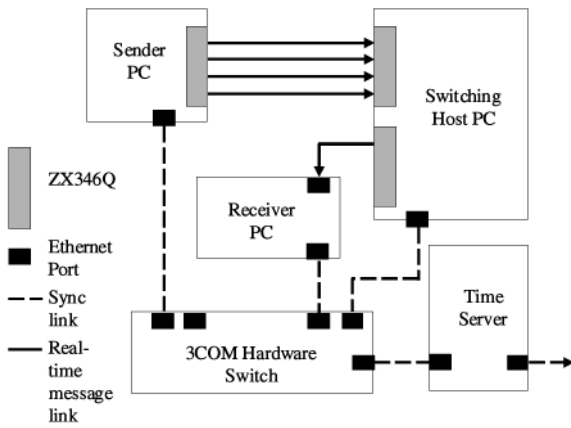 Sender
PC
Switching
Host PC
ZX346Q
Receiver
PC
Ethernet
Port
Sync
link
Time
Server
3COM Hardware
Switch
Real-
time
message
link